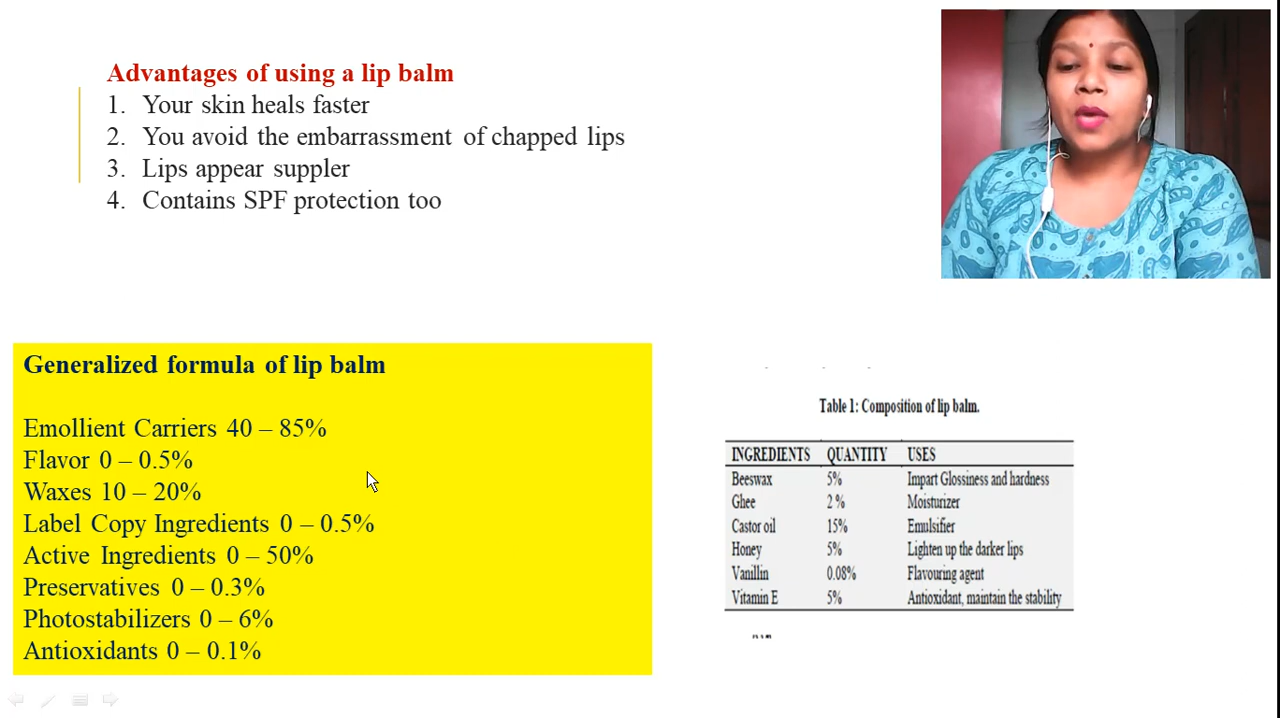 Advantages of using a lip balm
1. Your skin heals faster
2. You avoid the embarrassment of chapped lips
3. Lips appear suppler
4. Contains SPF protection too
Generalized formula of lip balm
Emollient Carriers 40 – 85%
Flavor 0 – 0.5%
Waxes 10 – 20%
Label Copy Ingredients 0 – 0.5%
Active Ingredients 0 – 50%
Preservatives 0 – 0.3%
Photostabilizers 0 – 6%
Antioxidants 0 – 0.1%
Table 1: Composition of lip balm.
INGREDIENTS QUANTITY USES
Beeswax 5% Impart Glossiness and hardness
Ghee 2% Moisturizer
Castor oil 15% Emulsifier
Honey 5% Lighten up the darker lips
Vanillin 0.08% Flavouring agent
Vitamin E 5% Antioxidant, maintain the stability